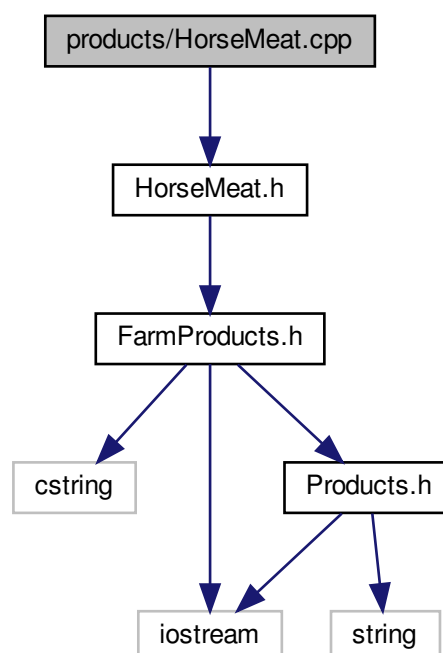 products/HorseMeat.cpp
HorseMeat.h
FarmProducts.h
cstring
Products.h
iostream
string